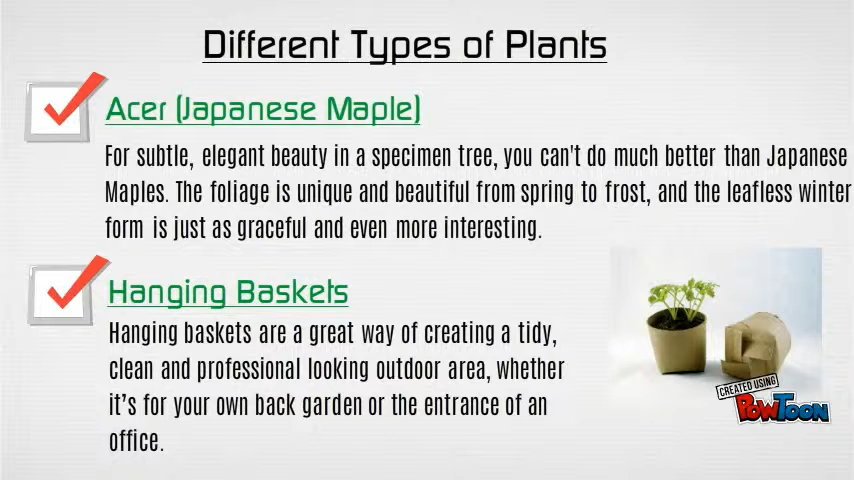 Different Types of Plants
Acer (Japanese Maple)
For subtle, elegant beauty in a specimen tree, you can't do much better than Japanese
Maples. The foliage is unique and beautiful from spring to frost, and the leafless winter
form is just as graceful and even more interesting.
Hanging Baskets
Hanging baskets are a great way of creating a tidy,
clean and professional looking outdoor area, whether
it’s for your own back garden or the entrance of an
office.
CREATED USING
PowToon